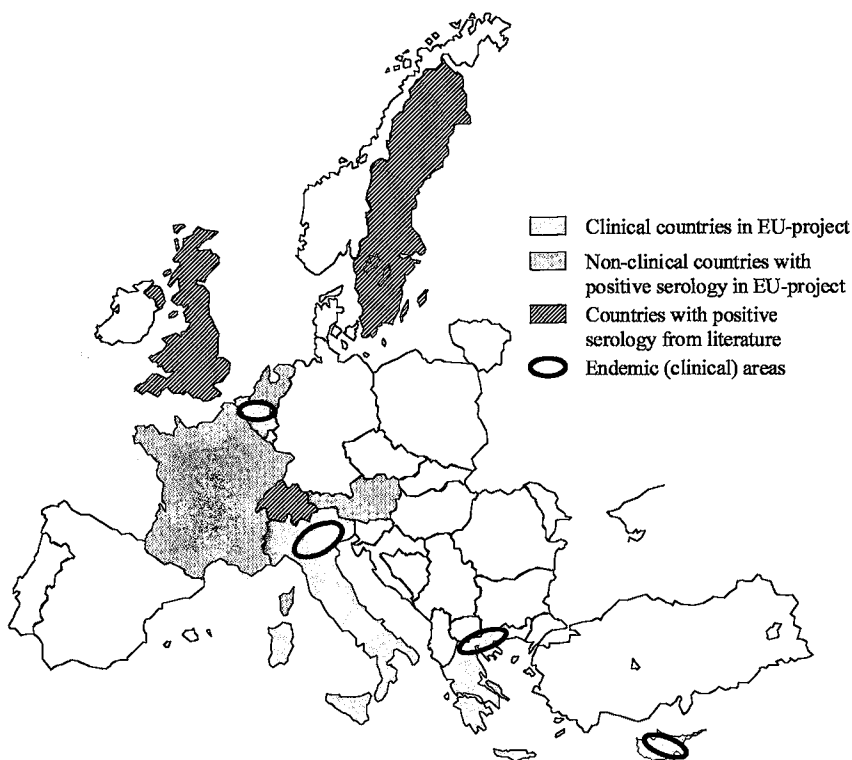 Clinical countries in EU-project
Non-clinical countries with
positive serology in EU-project
Countries with positive
serology from literature
Endemic (clinical) areas